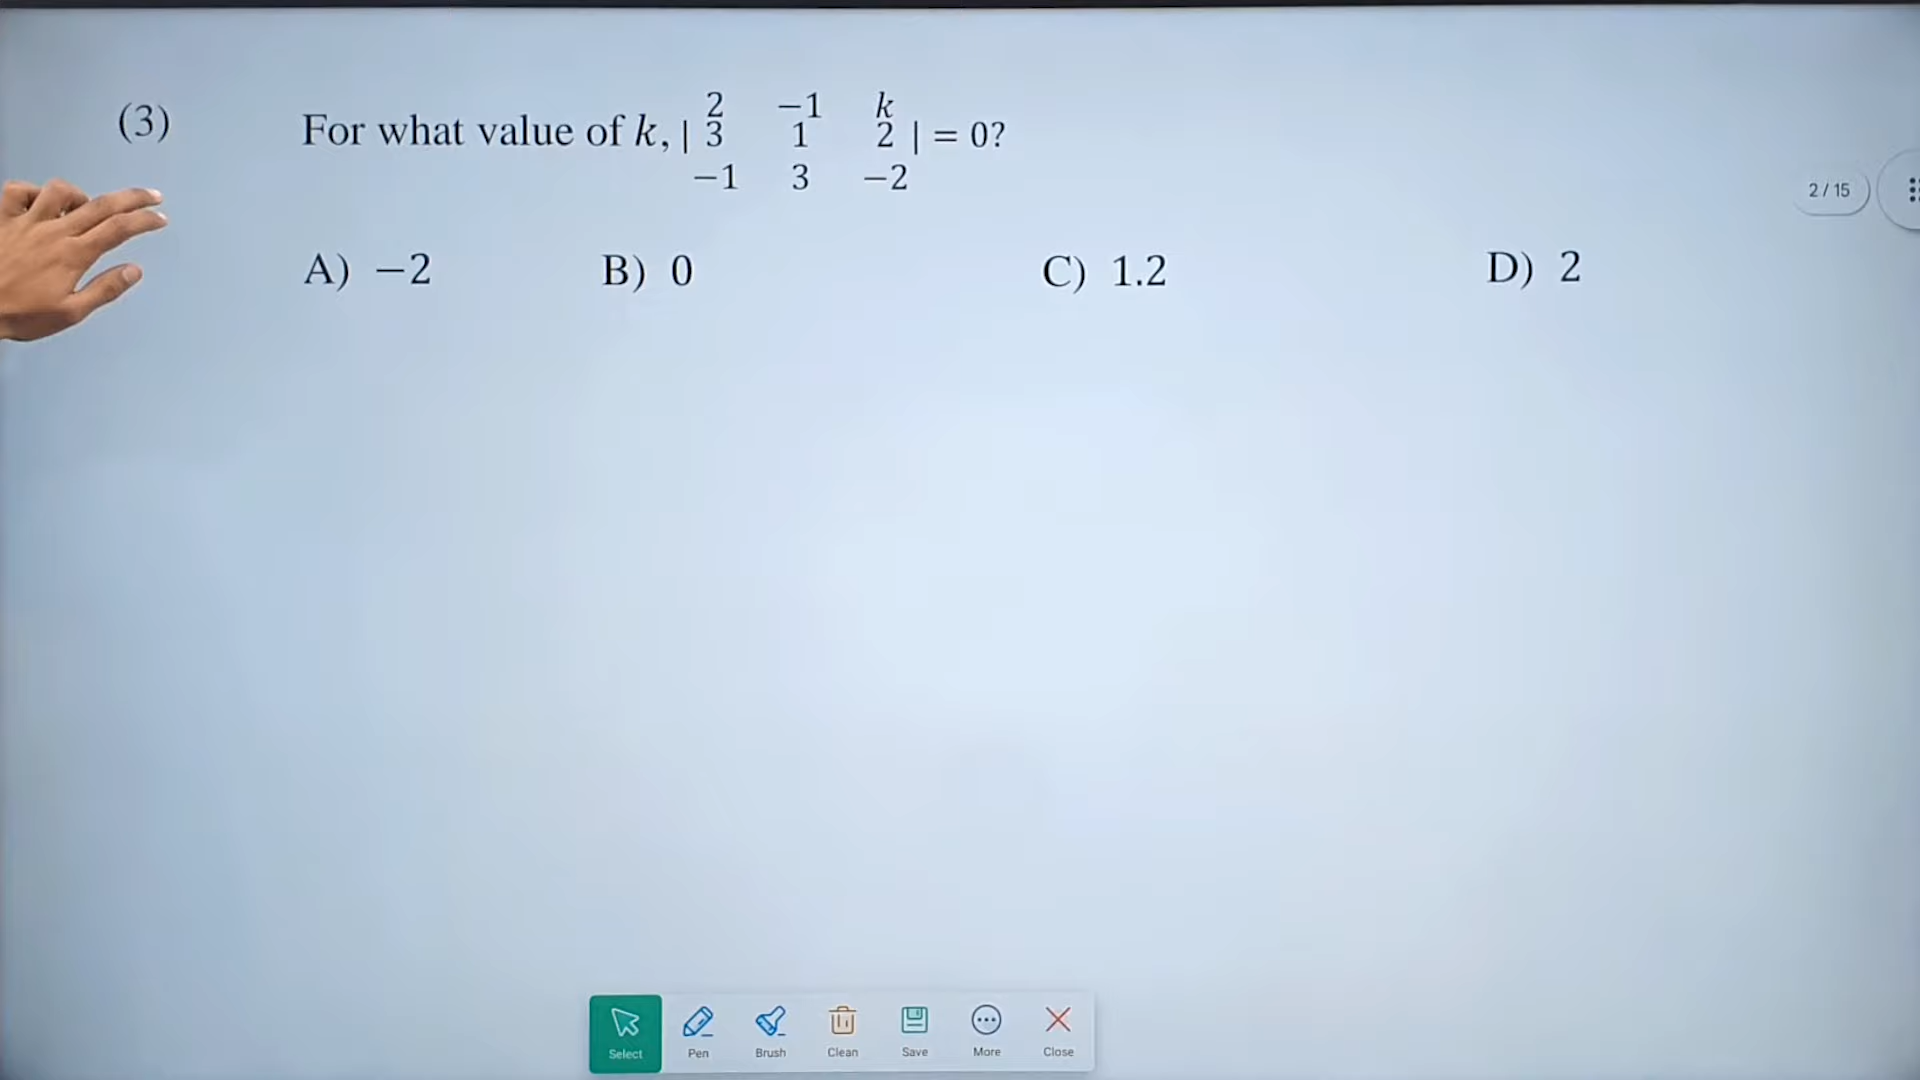 (3) For what value of k, | 2 −1 k
3 1 2 | = 0?
−1 3 −2
2 / 15
A) −2 B) 0 C) 1.2 D) 2
Select Pen Brush Clean Save More Close